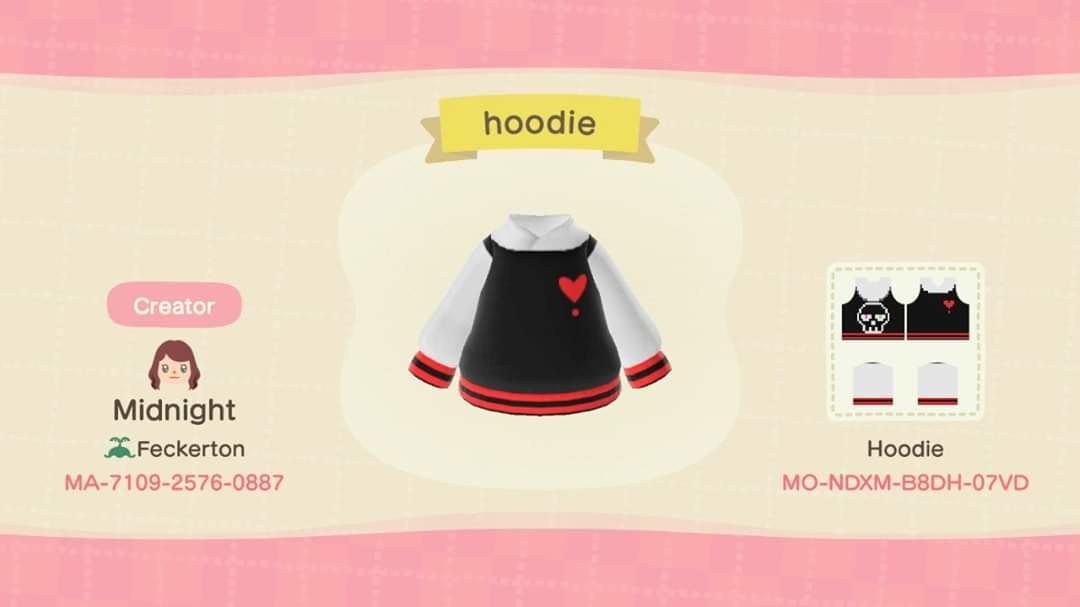 hoodie
Creator
Midnight
Feckerton
MA-7109-2576-0887
Hoodie
MO-NDXM-B8DH-07VD